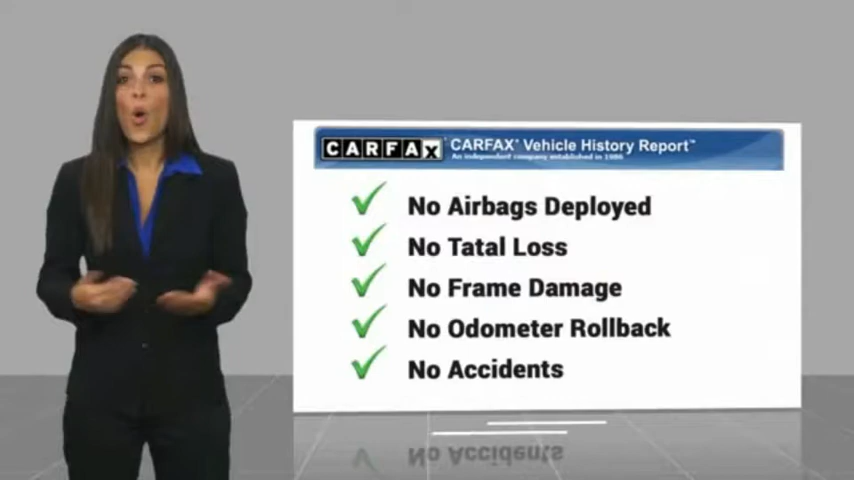 CARFAX CARFAX® Vehicle History Report™
An independent company established in 1986
No Airbags Deployed
No Tatal Loss
No Frame Damage
No Odometer Rollback
No Accidents
No Accidents